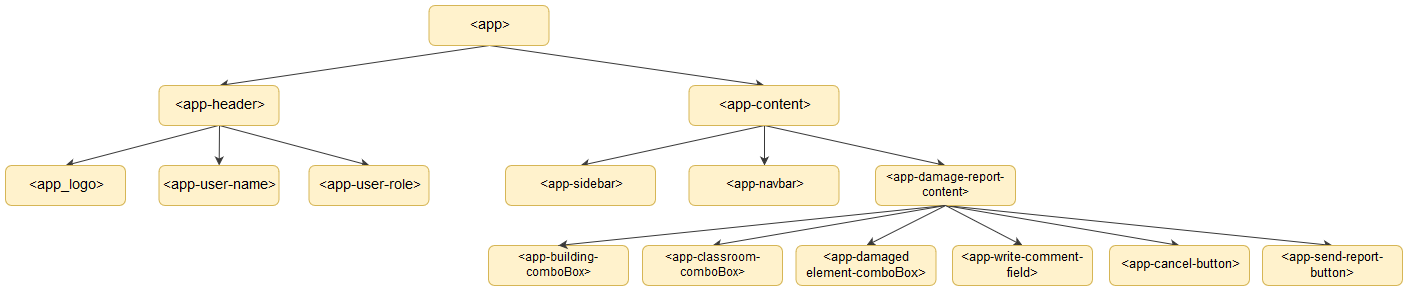 <app>
<app-header>
<app-content>
<app_logo>
<app-user-name>
<app-user-role>
<app-sidebar>
<app-navbar>
<app-damage-report-
content>
<app-building-
comboBox>
<app-classroom-
comboBox>
<app-damaged
element-comboBox>
<app-write-comment-
field>
<app-cancel-button>
<app-send-report-
button>